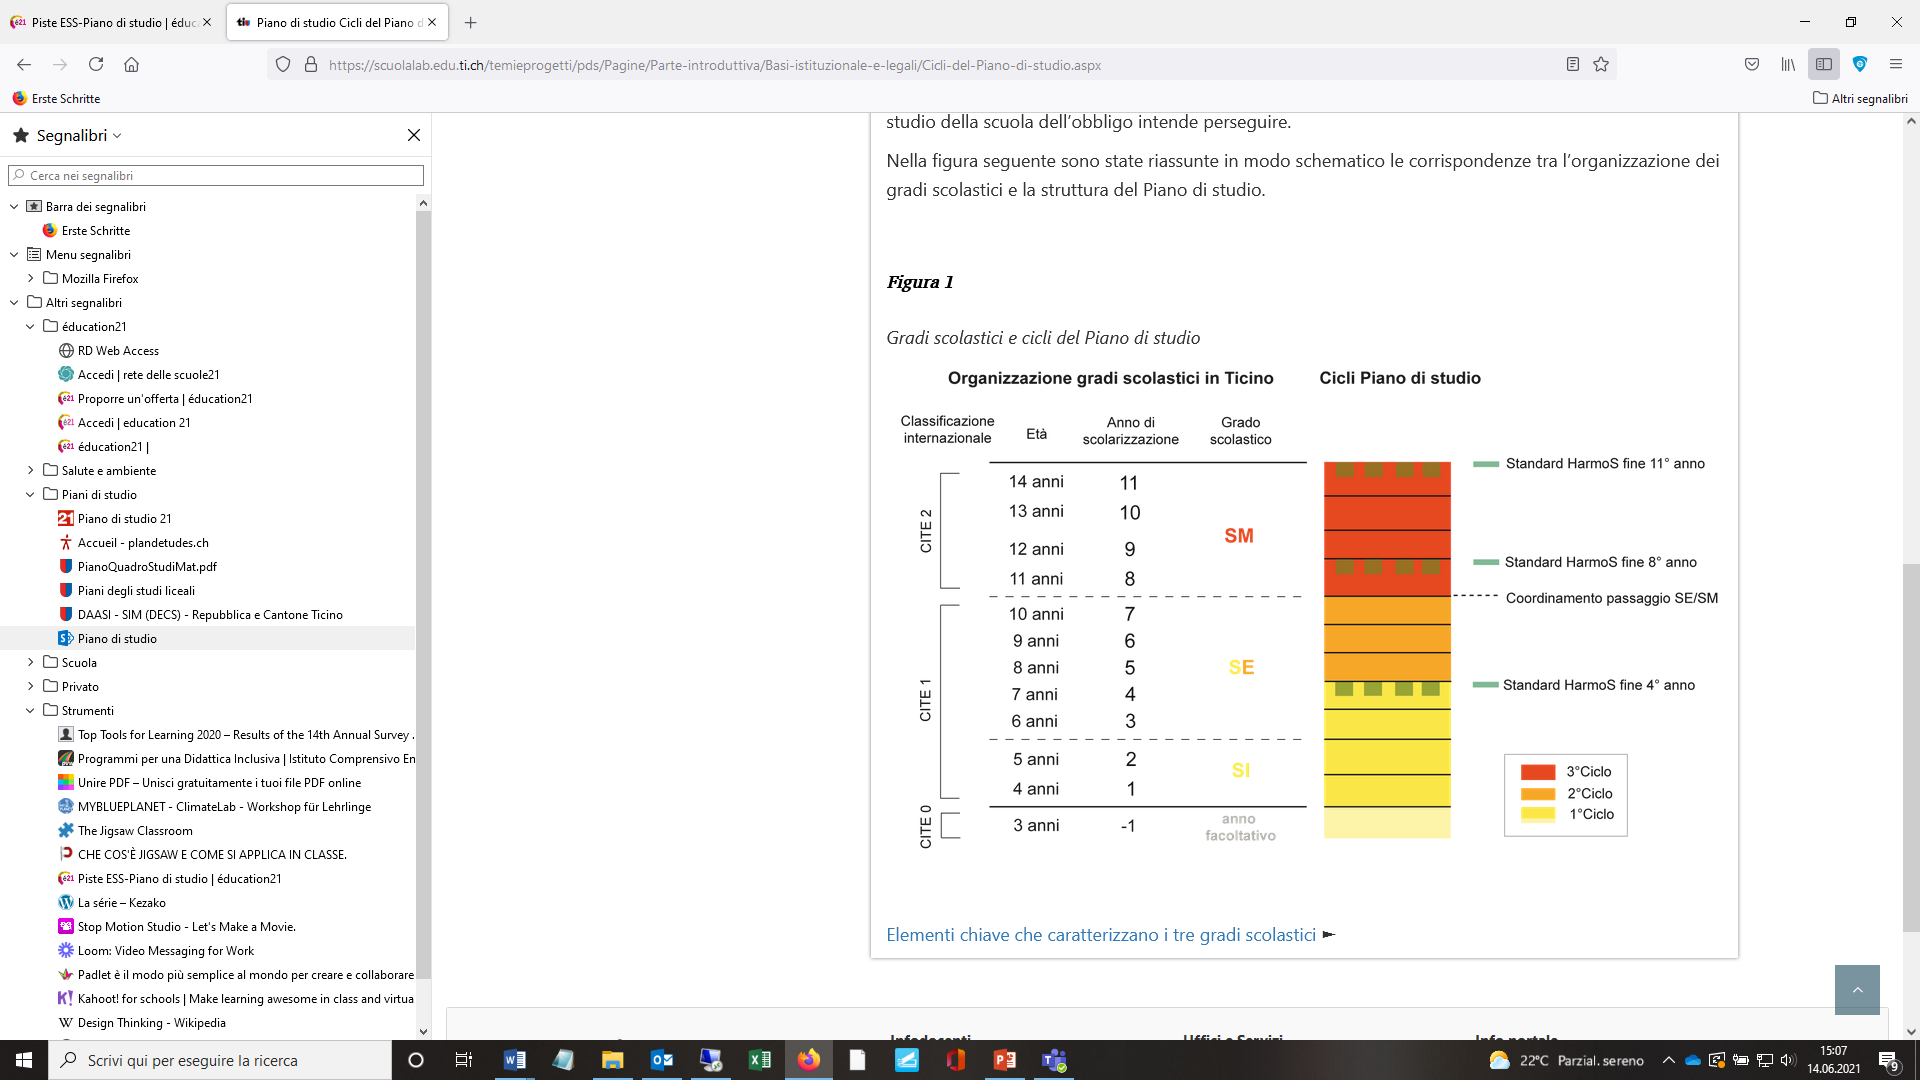 Piste ESS-Piano di studio | éduc
Piano di studio Cicli del Piano d
https://scuolalab.edu.ti.ch/temieprogetti/pds/Pagine/Parte-introduttiva/Basi-istituzionale-e-legali/Cicli-del-Piano-di-studio.aspx
Erste Schritte
Altri segnalibri
Segnalibri
Cerca nei segnalibri
Barra dei segnalibri
Erste Schritte
Menu segnalibri
Mozilla Firefox
Altri segnalibri
éducation21
RD Web Access
Accedi | rete delle scuole21
Proporre un'offerta | éducation21
Accedi | education 21
éducation21 |
Salute e ambiente
Piani di studio
Piano di studio 21
Accueil - plandetudes.ch
PianoQuadroStudiMat.pdf
Piani degli studi liceali
DAASI - SIM (DECS) - Repubblica e Cantone Ticino
Piano di studio
Scuola
Privato
Strumenti
Top Tools for Learning 2020 – Results of the 14th Annual Survey .
Programmi per una Didattica Inclusiva | Istituto Comprensivo En
Unire PDF – Unisci gratuitamente i tuoi file PDF online
MYBLUEPLANET - ClimateLab - Workshop für Lehrlinge
The Jigsaw Classroom
CHE COS'È JIGSAW E COME SI APPLICA IN CLASSE.
Piste ESS-Piano di studio | éducation21
La série – Kezako
Stop Motion Studio - Let's Make a Movie.
Loom: Video Messaging for Work
Padlet è il modo più semplice al mondo per creare e collaborare
Kahoot! for schools | Make learning awesome in class and virtua
Design Thinking - Wikipedia
studio della scuola dell'obbligo intende perseguire.
Nella figura seguente sono state riassunte in modo schematico le corrispondenze tra l'organizzazione dei
gradi scolastici e la struttura del Piano di studio.
Figura 1
Gradi scolastici e cicli del Piano di studio
Organizzazione gradi scolastici in Ticino
Cicli Piano di studio
Classificazione
internazionale
Età
Anno di
scolarizzazione
Grado
scolastico
CITE 2
14 anni 11
13 anni 10
12 anni 9
11 anni 8
SM
CITE 1
10 anni 7
9 anni 6
8 anni 5
7 anni 4
6 anni 3
SE
5 anni 2
4 anni 1
SI
CITE 0
3 anni -1
anno
facoltativo
Standard HarmoS fine 11° anno
Standard HarmoS fine 8° anno
Coordinamento passaggio SE/SM
Standard HarmoS fine 4° anno
3°Ciclo
2°Ciclo
1°Ciclo
Elementi chiave che caratterizzano i tre gradi scolastici
Infodocenti
Uffici e Servizi
Info portale
Scrivi qui per eseguire la ricerca
22°C Parzial. sereno
15:07
14.06.2021
9